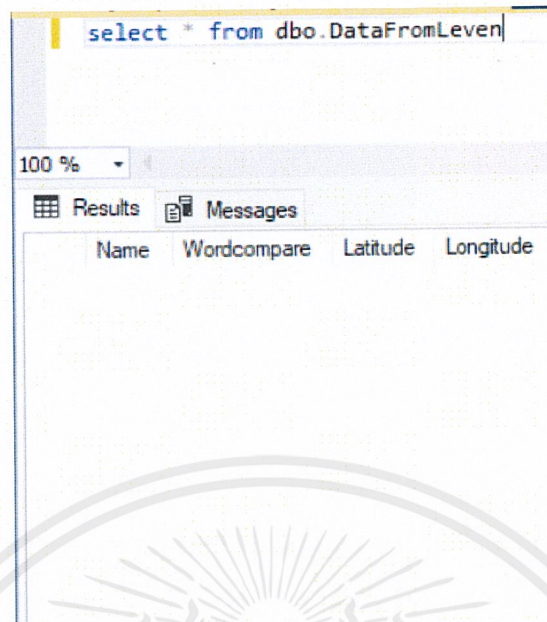 select * from dbo.DataFromLeven
100 %
Results Messages
Name Wordcompare Latitude Longitude